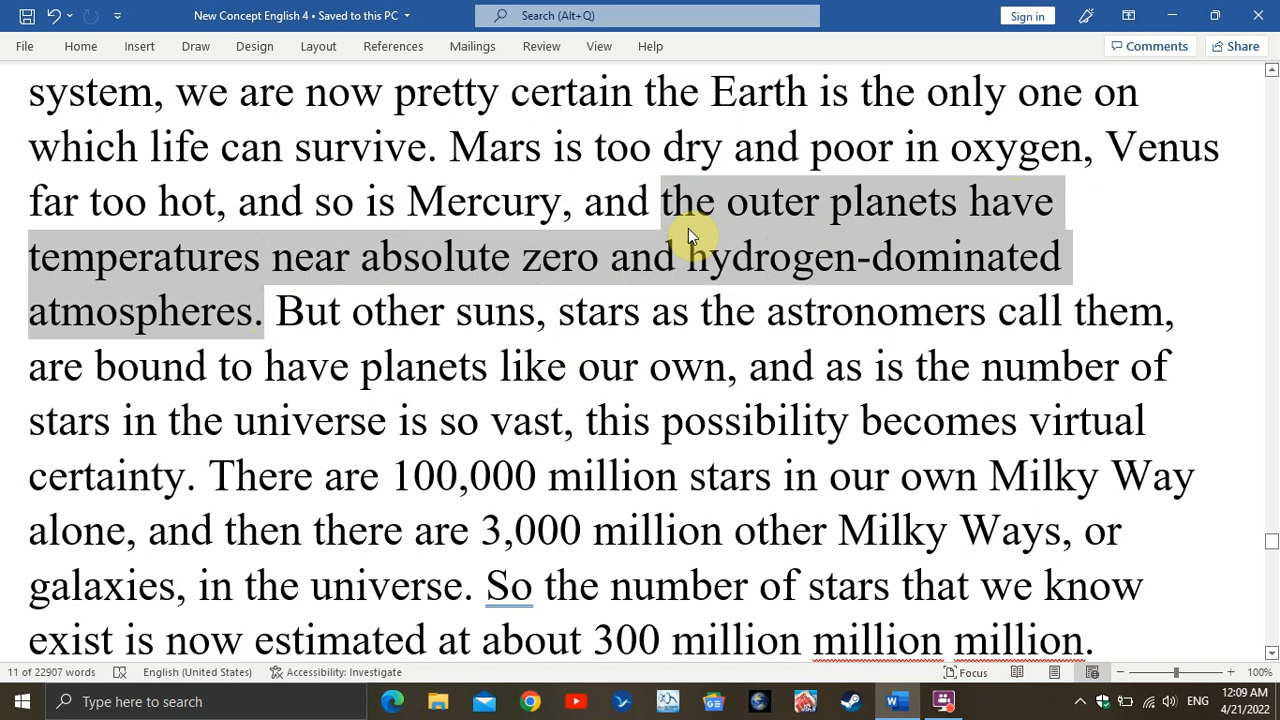 New Concept English 4 • Saved to this PC
Search (Alt+Q)
Sign in
File Home Insert Draw Design Layout References Mailings Review View Help
Comments Share
system, we are now pretty certain the Earth is the only one on
which life can survive. Mars is too dry and poor in oxygen, Venus
far too hot, and so is Mercury, and the outer planets have
temperatures near absolute zero and hydrogen-dominated
atmospheres. But other suns, stars as the astronomers call them,
are bound to have planets like our own, and as is the number of
stars in the universe is so vast, this possibility becomes virtual
certainty. There are 100,000 million stars in our own Milky Way
alone, and then there are 3,000 million other Milky Ways, or
galaxies, in the universe. So the number of stars that we know
exist is now estimated at about 300 million million million.
11 of 22907 words English (United States) Accessibility: Investigate Focus 100%
Type here to search
ENG
12:09 AM
4/21/2022